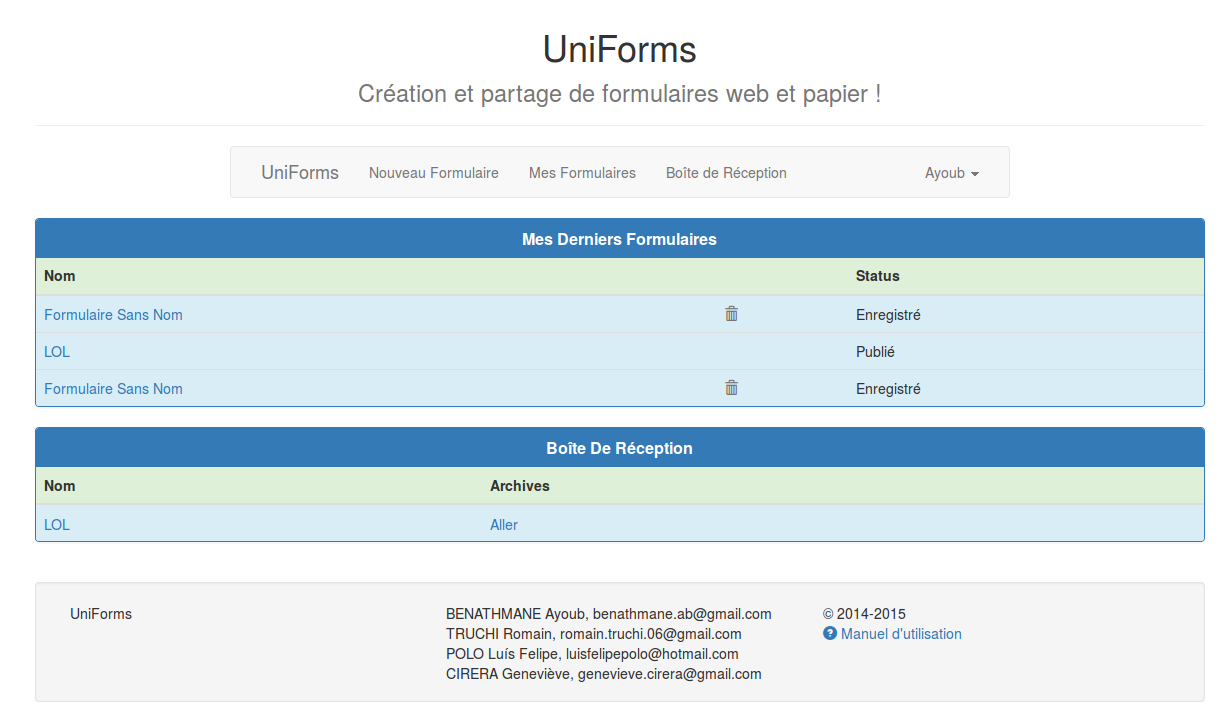 UniForms
Création et partage de formulaires web et papier !
UniForms Nouveau Formulaire Mes Formulaires Boîte de Réception Ayoub
Mes Derniers Formulaires
Nom Status
Formulaire Sans Nom Enregistré
LOL Publié
Formulaire Sans Nom Enregistré
Boîte De Réception
Nom Archives
LOL Aller
UniForms BENATHMANE Ayoub, benathmane.ab@gmail.com © 2014-2015
TRUCHI Romain, romain.truchi.06@gmail.com Manuel d'utilisation
POLO Luís Felipe, luisfelipepolo@hotmail.com
CIRERA Geneviève, genevieve.cirera@gmail.com